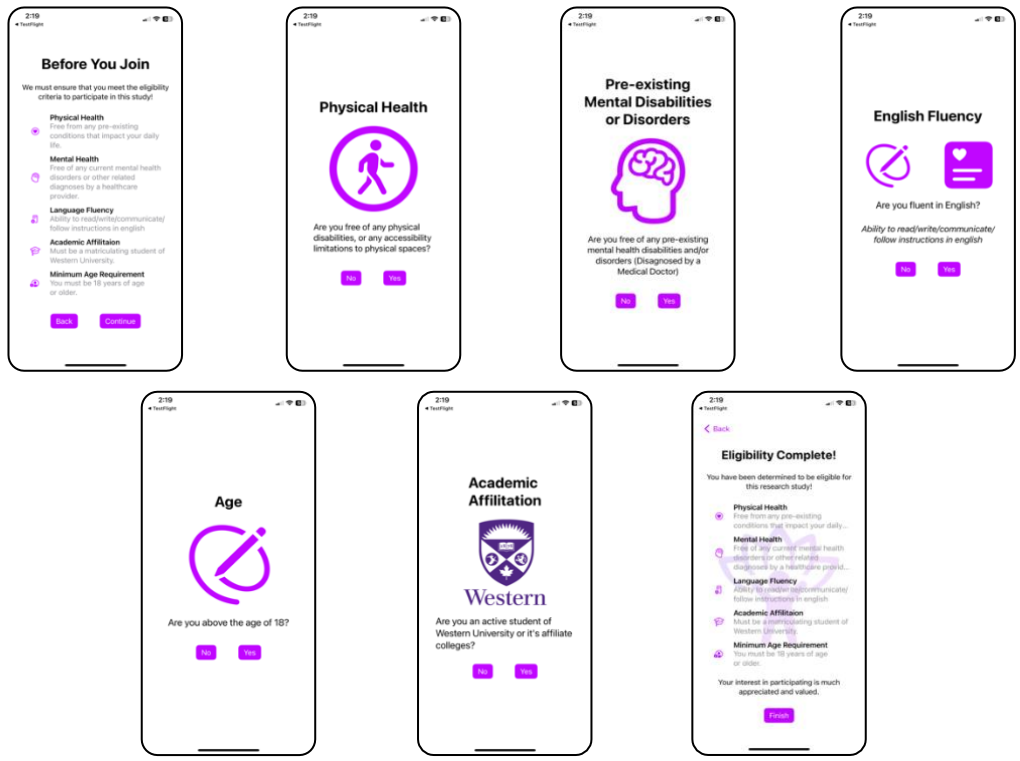 2:19
◀ TestFlight
Before You Join
We must ensure that you meet the eligibility
criteria to participate in this study!
Physical Health
Free from any pre-existing
conditions that impact your daily
life.
Mental Health
Free of any current mental health
disorders or other related
diagnoses by a healthcare
provider.
Language Fluency
Ability to read/write/communicate/
follow instructions in english
Academic Affilitaion
Must be a matriculating student of
Western University.
Minimum Age Requirement
You must be 18 years of age
or older.
Back Continue
2:19
◀ TestFlight
Physical Health
Are you free of any physical
disabilities, or any accessibility
limitations to physical spaces?
No Yes
2:19
◀ TestFlight
Pre-existing
Mental Disabilities
or Disorders
Are you free of any pre-existing
mental health disabilities and/or
disorders (Disagnosed by a
Medical Doctor)
No Yes
2:19
◀ TestFlight
English Fluency
Are you fluent in English?
Ability to read/write/communicate/
follow instructions in english
No Yes
2:19
◀ TestFlight
Age
Are you above the age of 18?
No Yes
2:19
◀ TestFlight
Academic
Affilitation
Western
Are you an active student of
Western University or it's affiliate
colleges?
No Yes
2:19
◀ TestFlight
Back
Eligibility Complete!
You have been determined to be eligible for
this research study!
Physical Health
Free from any pre-existing
conditions that impact your daily...
Mental Health
Free of any current mental health
disorders or other related
diagnoses by a healthcare provid...
Language Fluency
Ability to read/write/communicate/
follow instructions in english
Academic Affilitaion
Must be a matriculating student of
Western University.
Minimum Age Requirement
You must be 18 years of age
or older.
Your interest in participating is much
appreciated and valued.
Finish